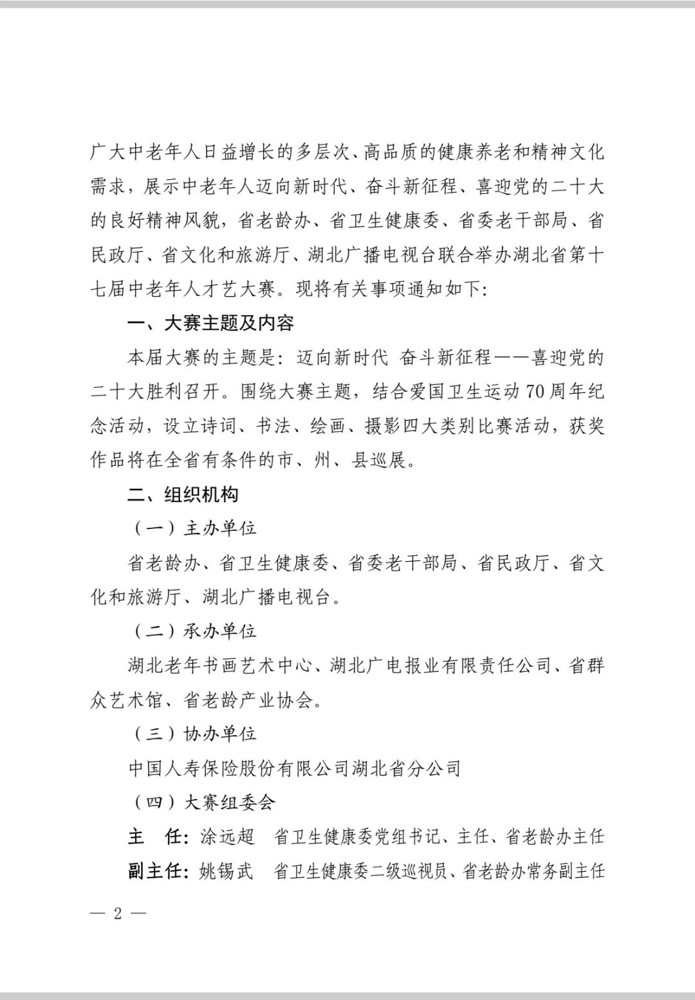 广大中老年人日益增长的多层次、高品质的健康养老和精神文化
需求，展示中老年人迈向新时代、奋斗新征程、喜迎党的二十大
的良好精神风貌，省老龄办、省卫生健康委、省委老干部局、省
民政厅、省文化和旅游厅、湖北广播电视台联合举办湖北省第十
七届中老年人才艺大赛。现将有关事项通知如下：
一、大赛主题及内容
本届大赛的主题是：迈向新时代 奋斗新征程——喜迎党的
二十大胜利召开。围绕大赛主题，结合爱国卫生运动 70 周年纪
念活动，设立诗词、书法、绘画、摄影四大类别比赛活动，获奖
作品将在全省有条件的市、州、县巡展。
二、组织机构
（一）主办单位
省老龄办、省卫生健康委、省委老干部局、省民政厅、省文
化和旅游厅、湖北广播电视台。
（二）承办单位
湖北老年书画艺术中心、湖北广电报业有限责任公司、省群
众艺术馆、省老龄产业协会。
（三）协办单位
中国人寿保险股份有限公司湖北省分公司
（四）大赛组委会
主　任：涂远超　省卫生健康委党组书记、主任、省老龄办主任
副主任：姚锡武　省卫生健康委二级巡视员、省老龄办常务副主任
— 2 —